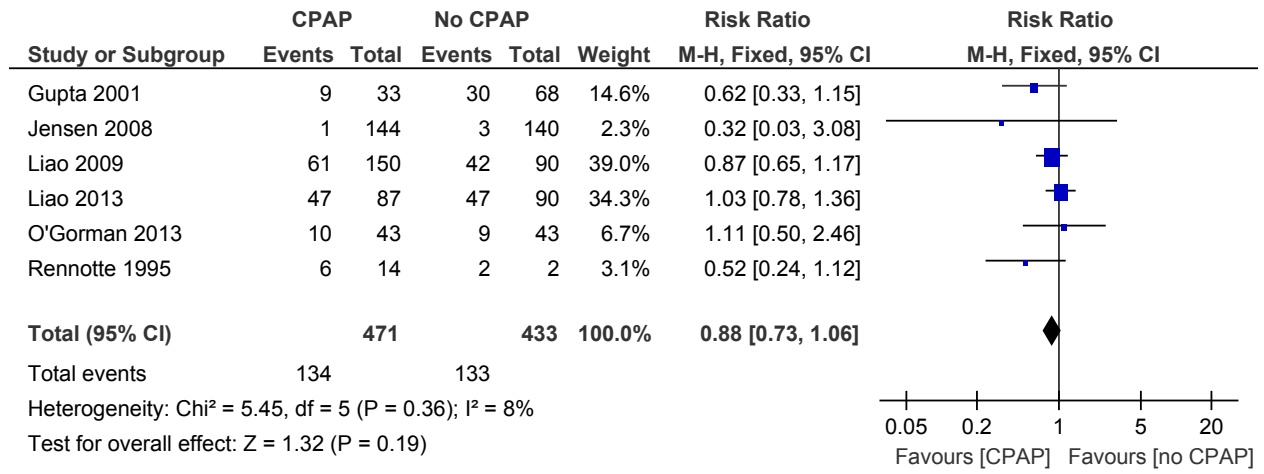 CPAP No CPAP Risk Ratio Risk Ratio
Study or Subgroup Events Total Events Total Weight M-H, Fixed, 95% CI M-H, Fixed, 95% CI
Gupta 2001 9 33 30 68 14.6% 0.62 [0.33, 1.15]
Jensen 2008 1 144 3 140 2.3% 0.32 [0.03, 3.08]
Liao 2009 61 150 42 90 39.0% 0.87 [0.65, 1.17]
Liao 2013 47 87 47 90 34.3% 1.03 [0.78, 1.36]
O'Gorman 2013 10 43 9 43 6.7% 1.11 [0.50, 2.46]
Rennotte 1995 6 14 2 2 3.1% 0.52 [0.24, 1.12]
Total (95% CI) 471 433 100.0% 0.88 [0.73, 1.06]
Total events 134 133
Heterogeneity: Chi² = 5.45, df = 5 (P = 0.36); I² = 8%
Test for overall effect: Z = 1.32 (P = 0.19)
0.05 0.2 1 5 20
Favours [CPAP] Favours [no CPAP]